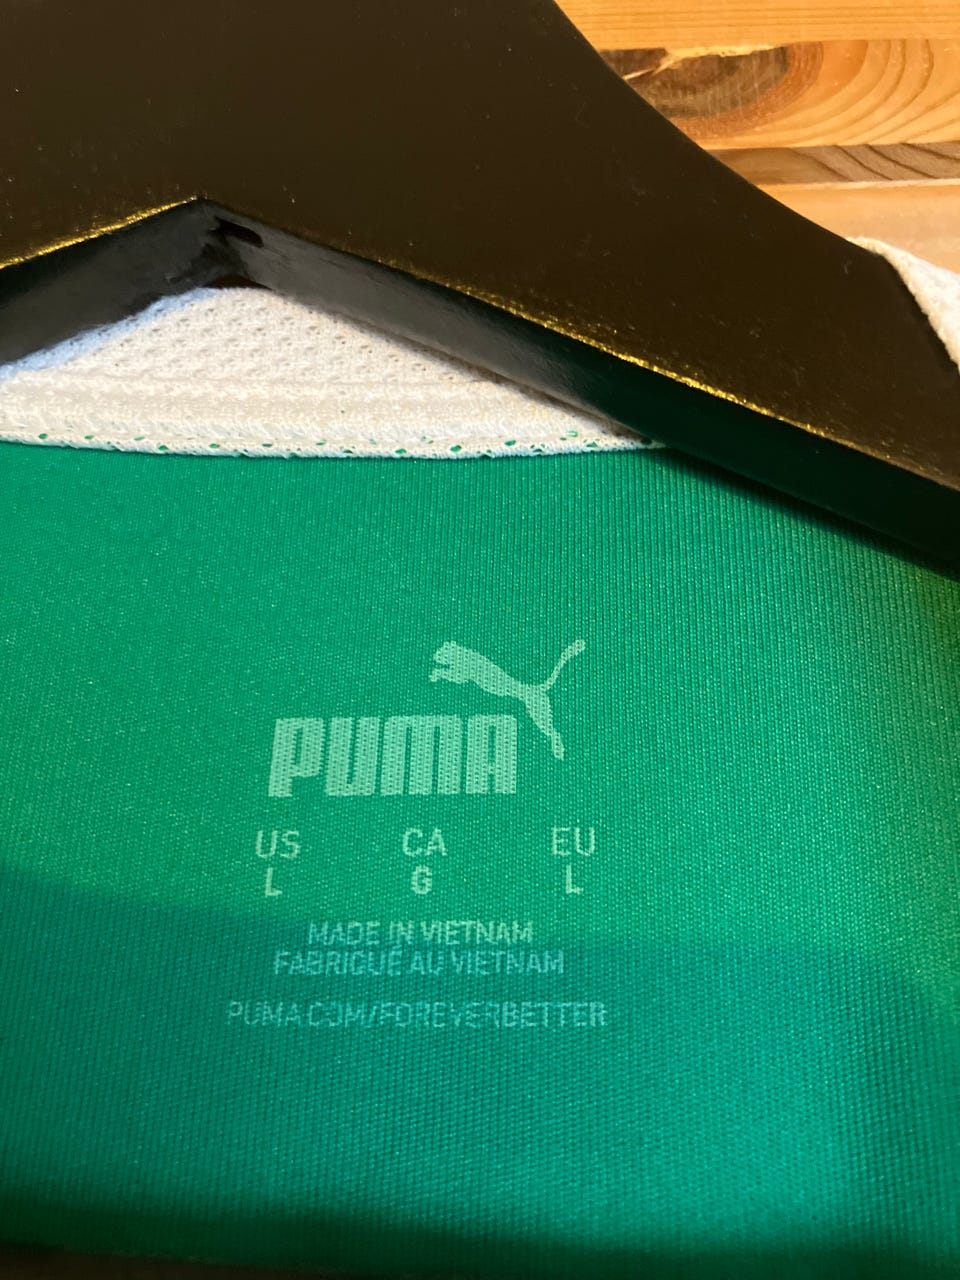 PUMA
US CA EU
L G L
MADE IN VIETNAM
FABRIQUÉ AU VIETNAM
PUMA.COM/FOREVERBETTER